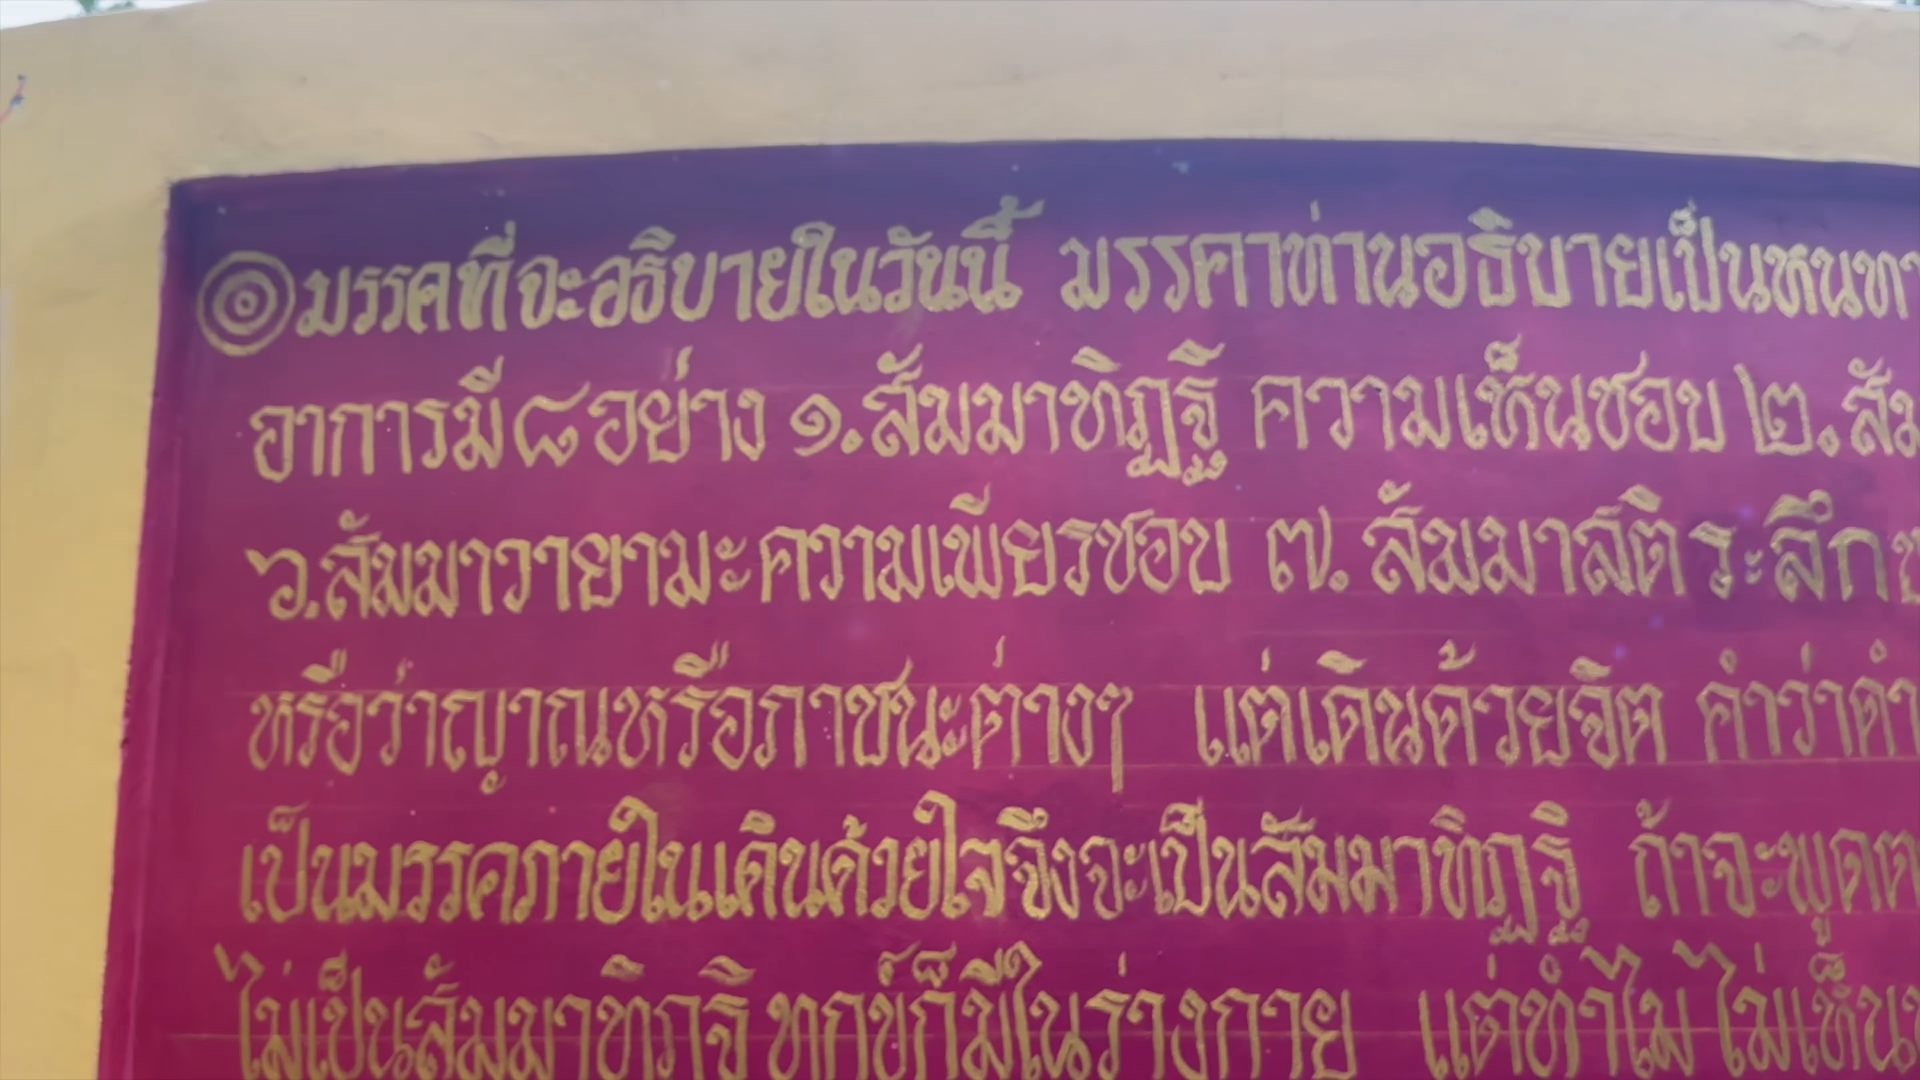 ๏มรรคที่จะอธิบายในวันนี้ มรรคาท่านอธิบายเป็นหนทา
อาการมี๘อย่าง ๑.สัมมาทิฏฐิ ความเห็นชอบ ๒.สัม
๖.สัมมาวายามะความเพียรชอบ ๗.สัมมาสติ ระลึก
หรือว่าญาณหรือภาชนะต่างๆ แต่เดินด้วยจิต คำว่าดำ
เป็นมรรคภายในเดินด้วยใจจึงจะเป็นสัมมาทิฏฐิ ถ้าจะพูด
ไม่เป็นสัมมาทิฏฐิ ทุกข์ก็มีในร่างกาย แต่ทำไม ไม่เห็น